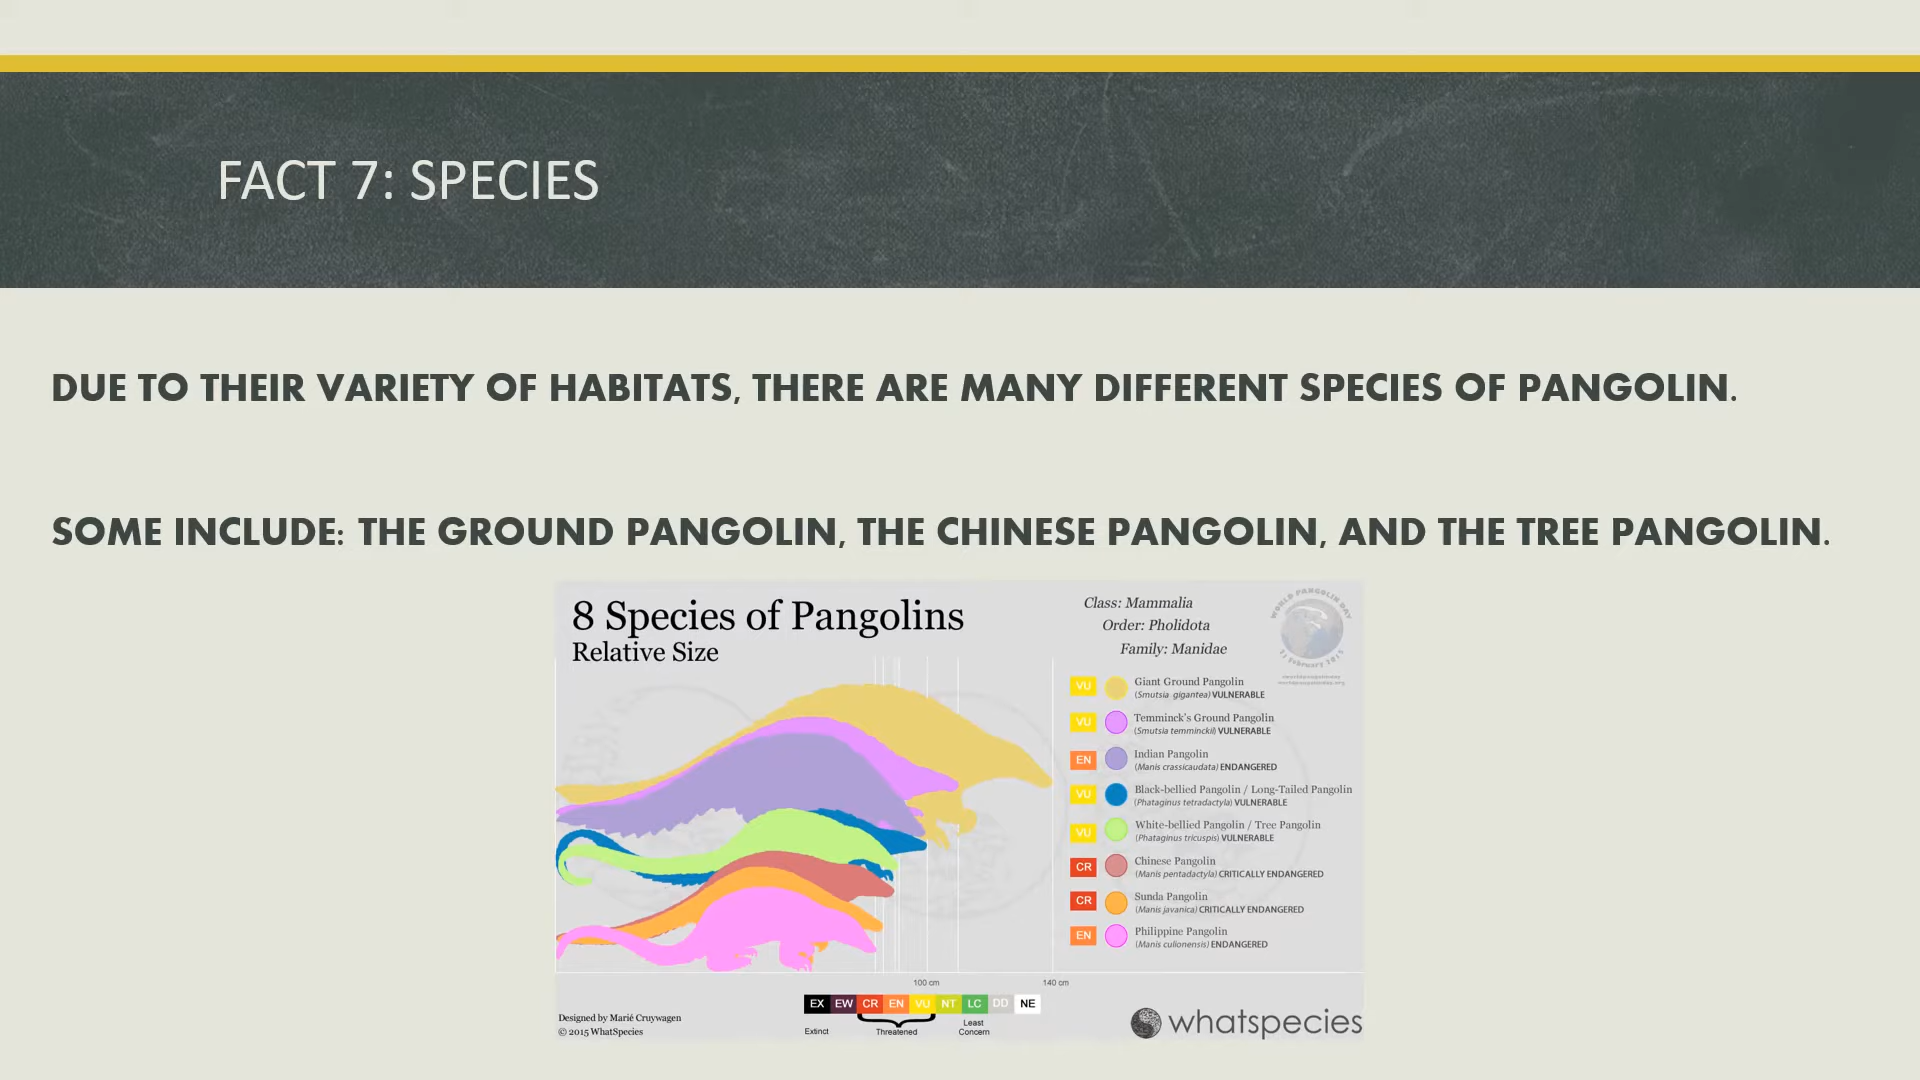 FACT 7: SPECIES
DUE TO THEIR VARIETY OF HABITATS, THERE ARE MANY DIFFERENT SPECIES OF PANGOLIN.
SOME INCLUDE: THE GROUND PANGOLIN, THE CHINESE PANGOLIN, AND THE TREE PANGOLIN.
8 Species of Pangolins
Relative Size
Class: Mammalia
Order: Pholidota
Family: Manidae
WORLD PANGOLIN DAY
21 February 2015
VU
Giant Ground Pangolin
(Smutsia gigantea) VULNERABLE
VU
Temminck's Ground Pangolin
(Smutsia temminckii) VULNERABLE
EN
Indian Pangolin
(Manis crassicaudata) ENDANGERED
VU
Black-bellied Pangolin / Long-Tailed Pangolin
(Phataginus tetradactyla) VULNERABLE
VU
White-bellied Pangolin / Tree Pangolin
(Phataginus tricuspis) VULNERABLE
CR
Chinese Pangolin
(Manis pentadactyla) CRITICALLY ENDANGERED
CR
Sunda Pangolin
(Manis javanica) CRITICALLY ENDANGERED
EN
Philippine Pangolin
(Manis culionensis) ENDANGERED
100 cm 140 cm
EX EW CR EN VU NT LC DD NE
Extinct Threatened Least Concern
Designed by Marié Cruywagen
© 2015 WhatSpecies
whatspecies